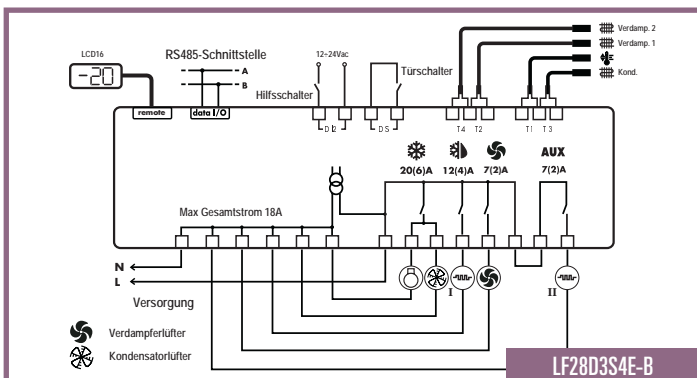 LCD16
RS485-Schnittstelle
12÷24Vac
Verdamp. 2
Verdamp. 1
Kond.
-20
A
B
Hilfsschalter
Türschalter
remote
data I/O
DI2
DS
T4
T2
T1
T3
20(6)A
12(4)A
7(2)A
AUX
7(2)A
Max Gesamtstrom 18A
N
L
I
II
Versorgung
Verdampferlüfter
Kondensatorlüfter
LF28D3S4E-B